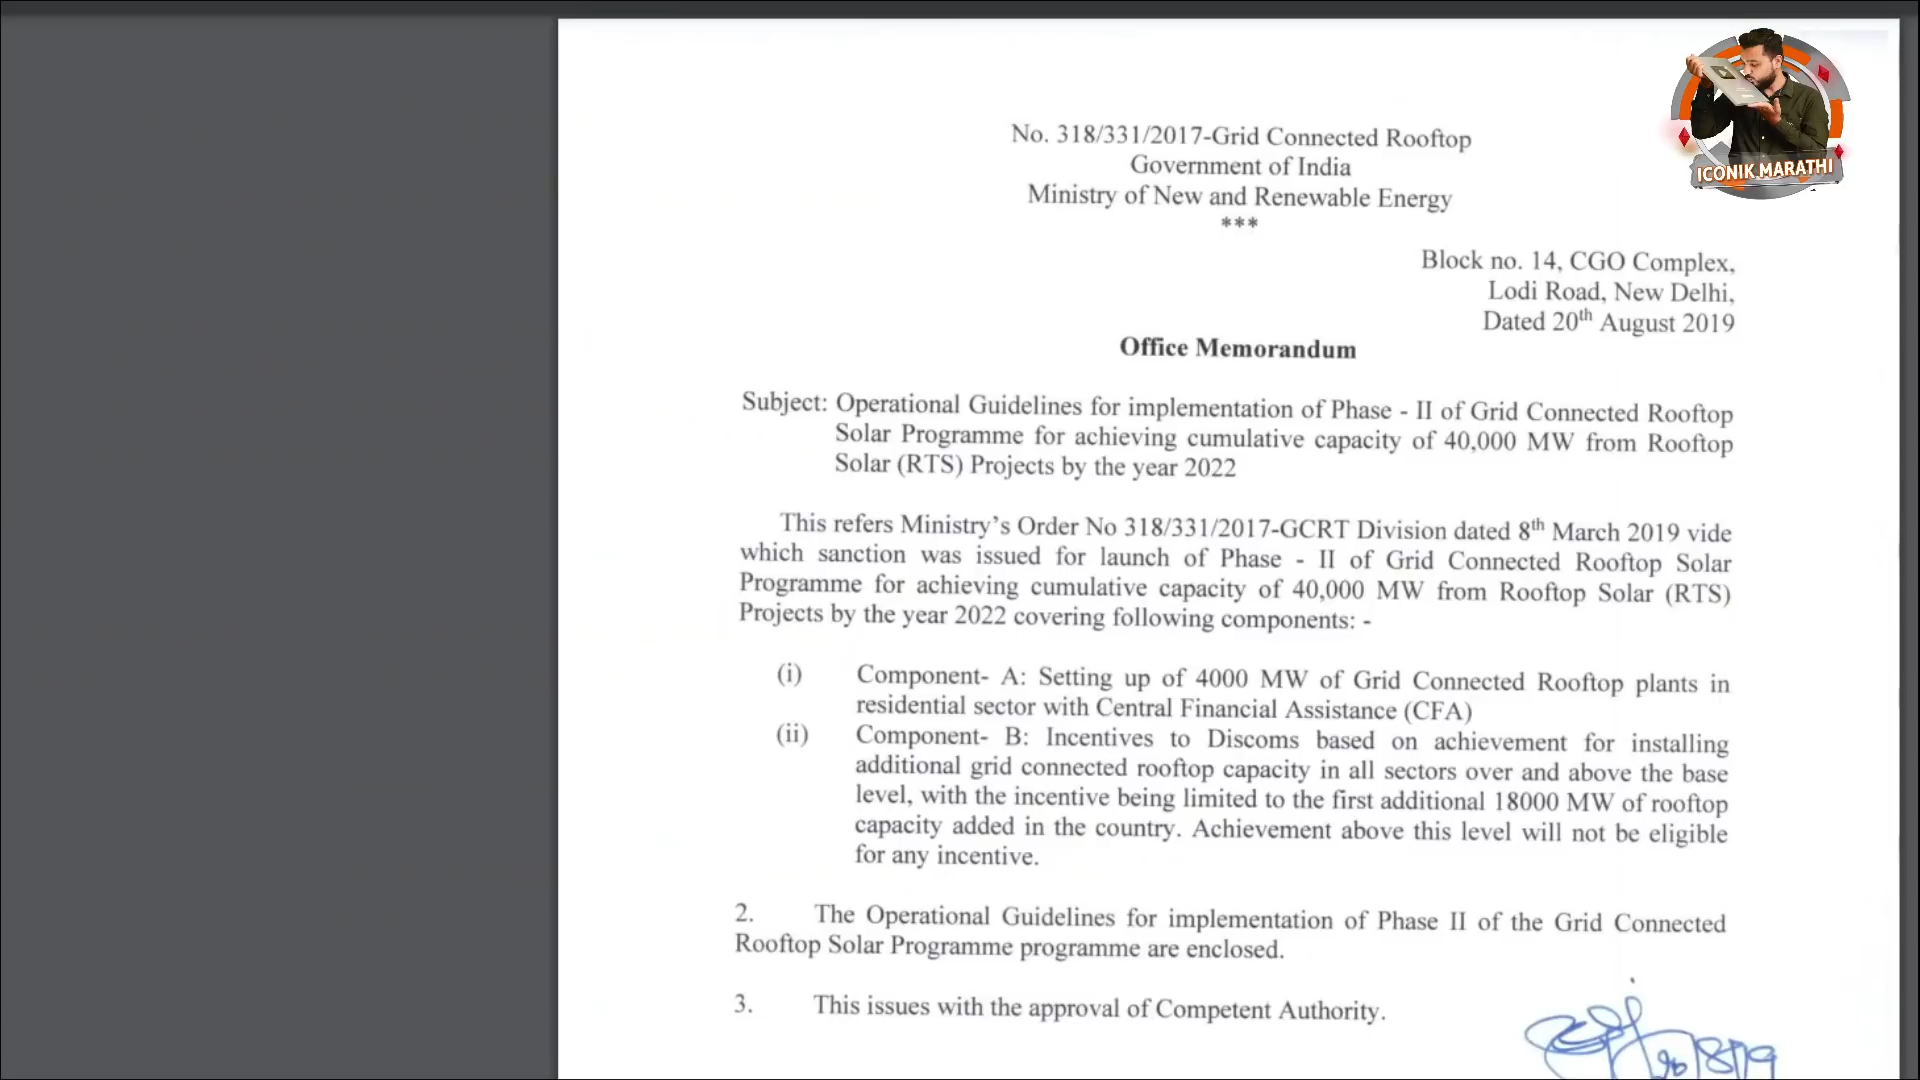 No. 318/331/2017-Grid Connected Rooftop
Government of India
Ministry of New and Renewable Energy
***
ICONIK MARATHI
Block no. 14, CGO Complex,
Lodi Road, New Delhi,
Dated 20th August 2019
Office Memorandum
Subject: Operational Guidelines for implementation of Phase - II of Grid Connected Rooftop
Solar Programme for achieving cumulative capacity of 40,000 MW from Rooftop
Solar (RTS) Projects by the year 2022
This refers Ministry's Order No 318/331/2017-GCRT Division dated 8th March 2019 vide
which sanction was issued for launch of Phase - II of Grid Connected Rooftop Solar
Programme for achieving cumulative capacity of 40,000 MW from Rooftop Solar (RTS)
Projects by the year 2022 covering following components: -
(i) Component- A: Setting up of 4000 MW of Grid Connected Rooftop plants in
residential sector with Central Financial Assistance (CFA)
(ii) Component- B: Incentives to Discoms based on achievement for installing
additional grid connected rooftop capacity in all sectors over and above the base
level, with the incentive being limited to the first additional 18000 MW of rooftop
capacity added in the country. Achievement above this level will not be eligible
for any incentive.
2. The Operational Guidelines for implementation of Phase II of the Grid Connected
Rooftop Solar Programme programme are enclosed.
3. This issues with the approval of Competent Authority.